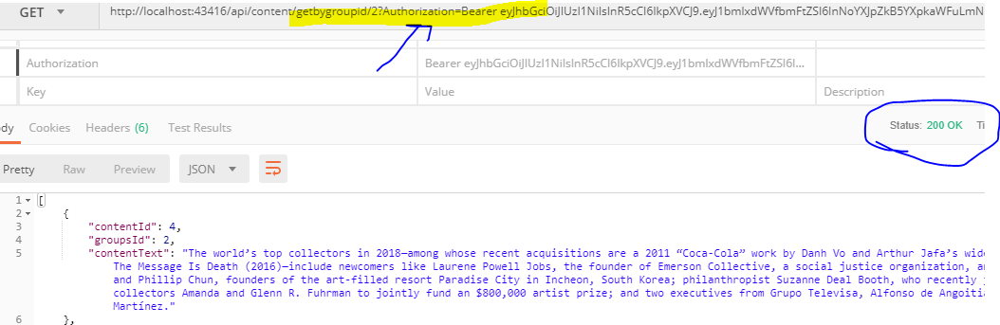 GET http://localhost:43416/api/content/getbygroupid/2?Authorization=Bearer eyJhbGciOiJIUzI1NiIsInR5cCI6IkpXVCJ9.eyJ1bmlxdWVfbmFtZSI6InNoYXJpZkB5YXpkaWFuLmN
Authorization Bearer eyJhbGciOiJIUzI1NiIsInR5cCI6IkpXVCJ9.eyJ1bmlxdWVfbmFtZSI6I...
Key Value Description
ody Cookies Headers (6) Test Results Status: 200 OK Ti
Pretty Raw Preview JSON
1 [
2 {
3 "contentId": 4,
4 "groupsId": 2,
5 "contentText": "The world’s top collectors in 2018—among whose recent acquisitions are a 2011 “Coca-Cola” work by Danh Vo and Arthur Jafa’s wid
The Message Is Death (2016)—include newcomers like Laurene Powell Jobs, the founder of Emerson Collective, a social justice organization, a
and Phillip Chun, founders of the art-filled resort Paradise City in Incheon, South Korea; philanthropist Suzanne Deal Booth, who recently
collectors Amanda and Glenn R. Fuhrman to jointly fund an $800,000 artist prize; and two executives from Grupo Televisa, Alfonso de Angoitia
Martínez."
6 },